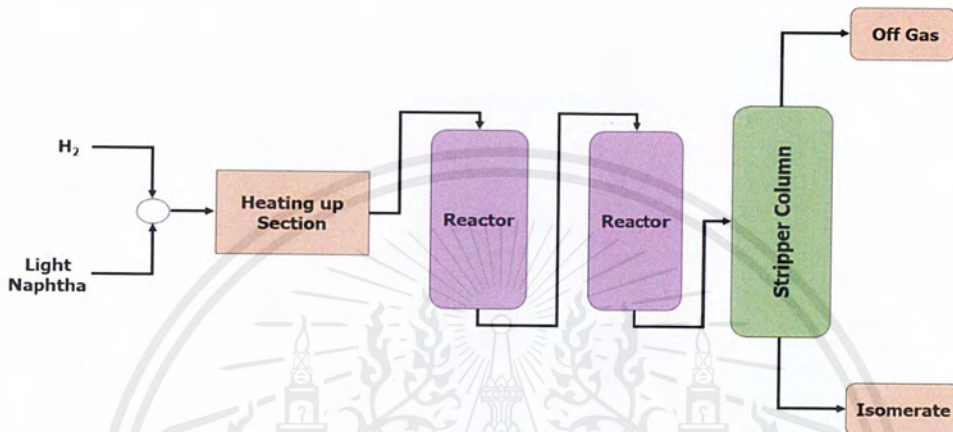 Off Gas
H₂
Heating up
Section
Reactor
Reactor
Stripper Column
Light
Naphtha
Isomerate